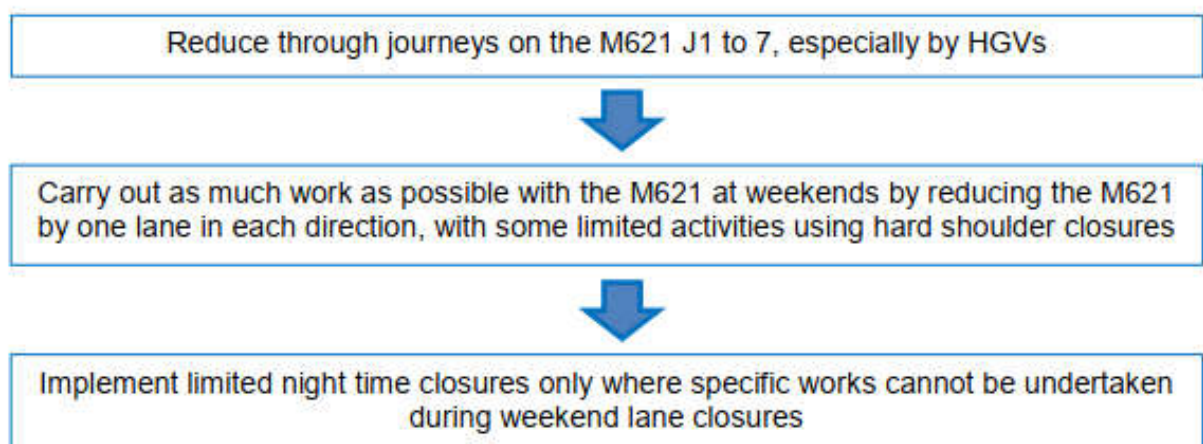 Reduce through journeys on the M621 J1 to 7, especially by HGVs
Carry out as much work as possible with the M621 at weekends by reducing the M621
by one lane in each direction, with some limited activities using hard shoulder closures
Implement limited night time closures only where specific works cannot be undertaken
during weekend lane closures